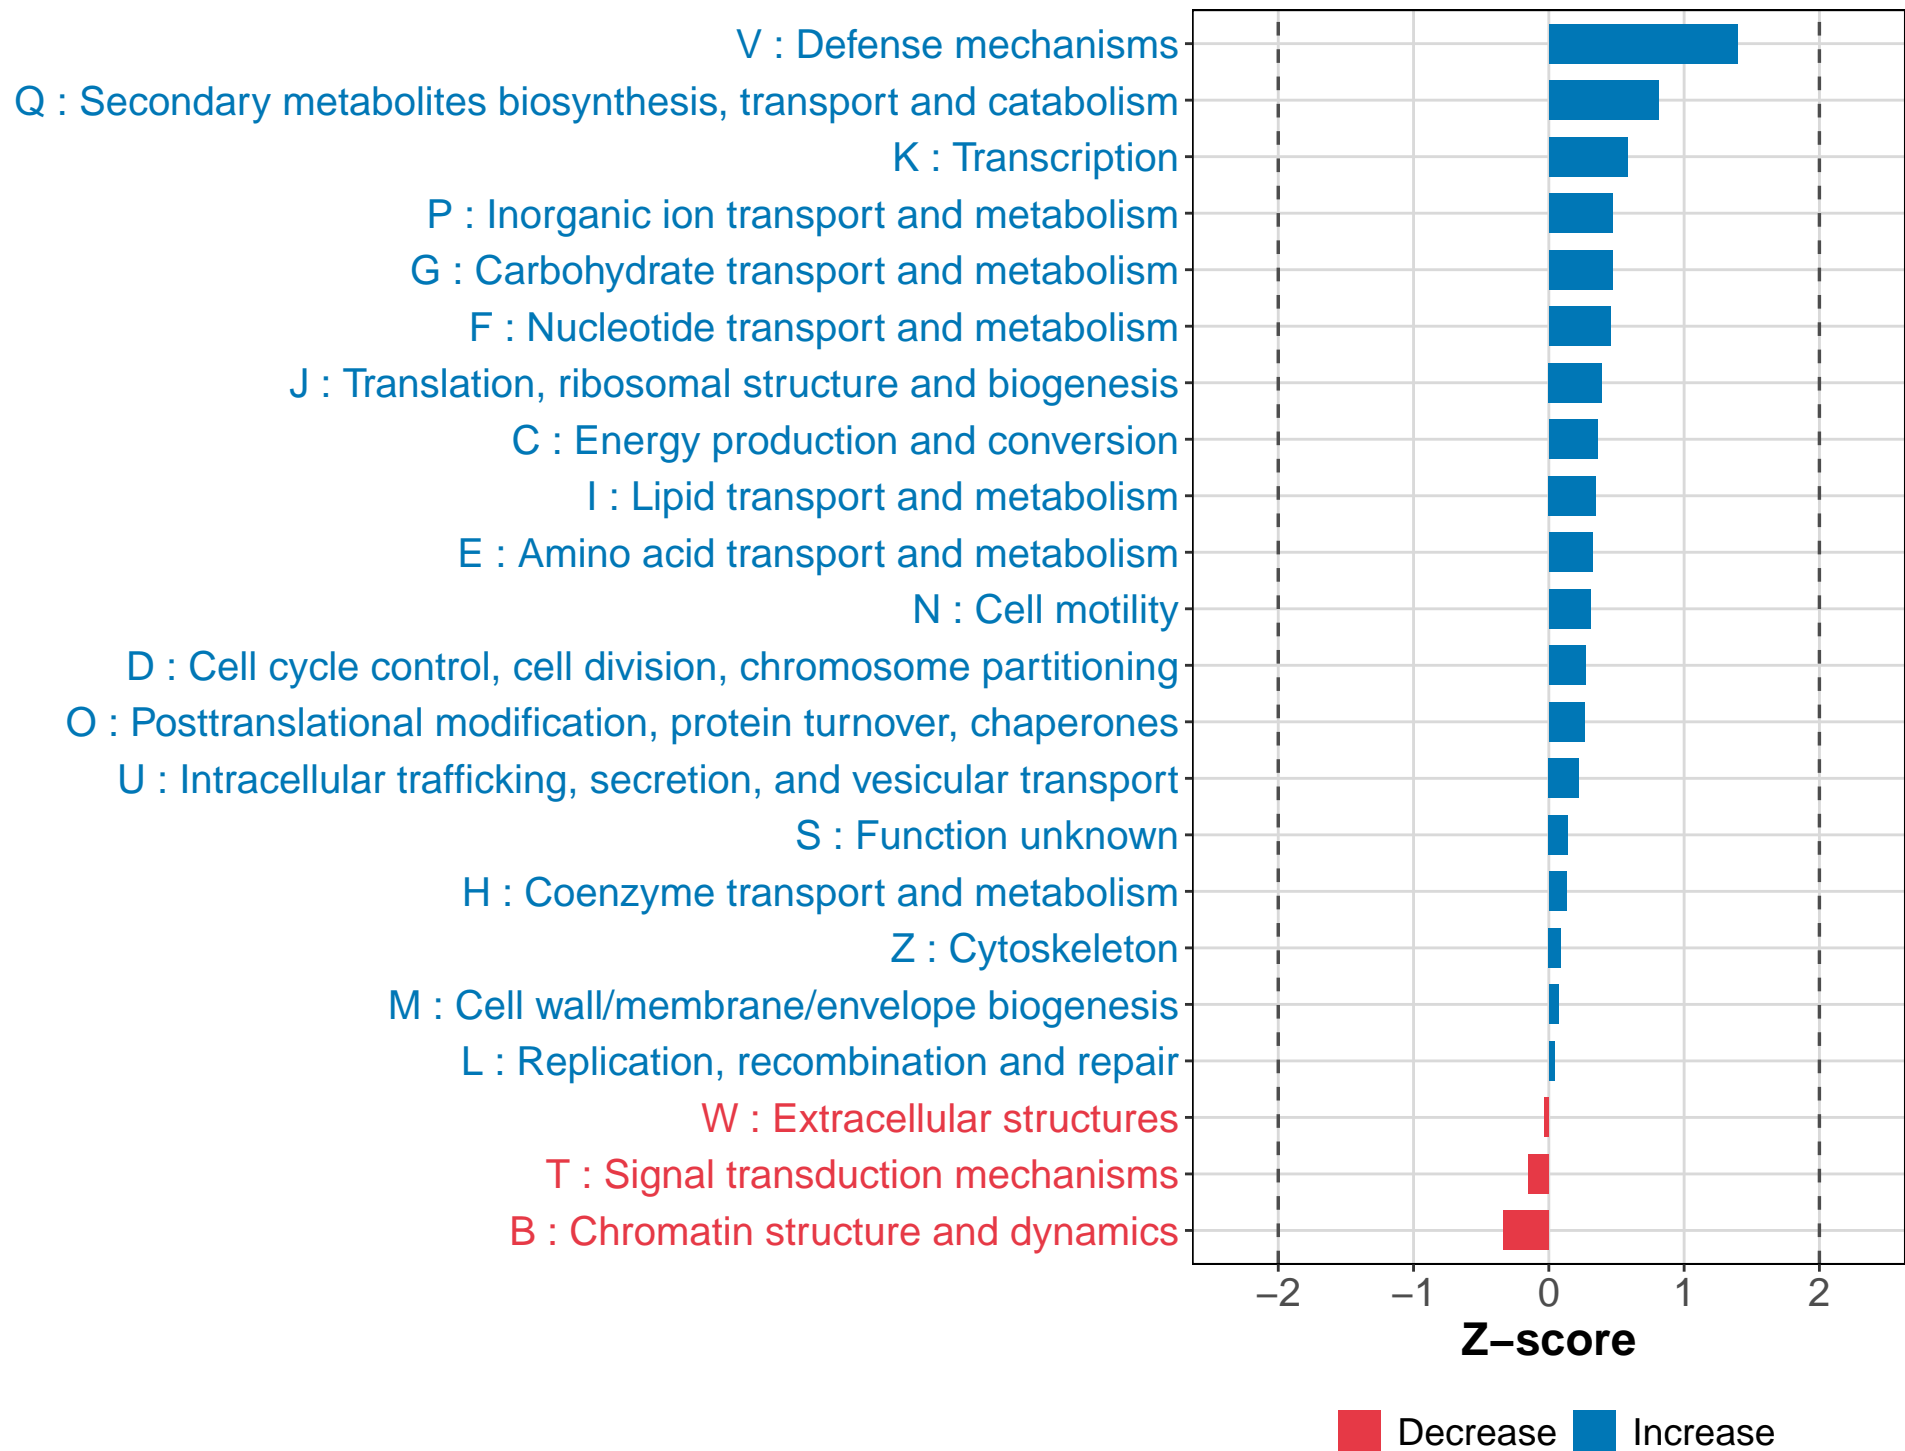 V : Defense mechanisms
Q : Secondary metabolites biosynthesis, transport and catabolism
K : Transcription
P : Inorganic ion transport and metabolism
G : Carbohydrate transport and metabolism
F : Nucleotide transport and metabolism
J : Translation, ribosomal structure and biogenesis
C : Energy production and conversion
I : Lipid transport and metabolism
E : Amino acid transport and metabolism
N : Cell motility
D : Cell cycle control, cell division, chromosome partitioning
O : Posttranslational modification, protein turnover, chaperones
U : Intracellular trafficking, secretion, and vesicular transport
S : Function unknown
H : Coenzyme transport and metabolism
Z : Cytoskeleton
M : Cell wall/membrane/envelope biogenesis
L : Replication, recombination and repair
W : Extracellular structures
T : Signal transduction mechanisms
B : Chromatin structure and dynamics
−2 −1 0 1 2
Z−score
Decrease Increase